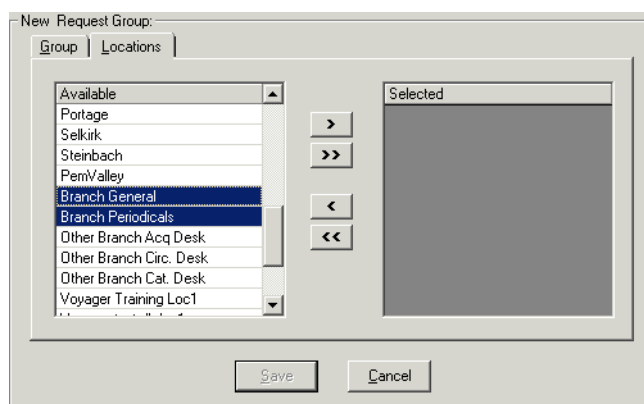 New Request Group:
Group
Locations
Available
Portage
Selkirk
Steinbach
PemValley
Branch General
Branch Periodicals
Other Branch Acq Desk
Other Branch Circ. Desk
Other Branch Cat. Desk
Voyager Training Loc1
>
>>
<
<<
Selected
Save
Cancel